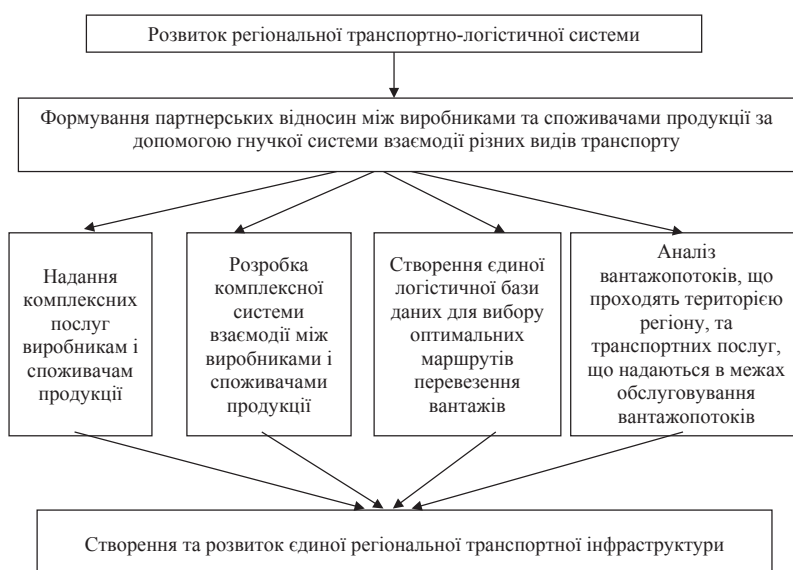 Розвиток регіональної транспортно-логістичної системи
Формування партнерських відносин між виробниками та споживачами продукції за
допомогою гнучкої системи взаємодії різних видів транспорту
Надання
комплексних
послуг
виробникам і
споживачам
продукції
Розробка
комплексної
системи
взаємодії між
виробниками і
споживачами
продукції
Створення єдиної
логістичної бази
даних для вибору
оптимальних
маршрутів
перевезення
вантажів
Аналіз
вантажопотоків, що
проходять територією
регіону, та
транспортних послуг,
що надаються в межах
обслуговування
вантажопотоків
Створення та розвиток єдиної регіональної транспортної інфраструктури